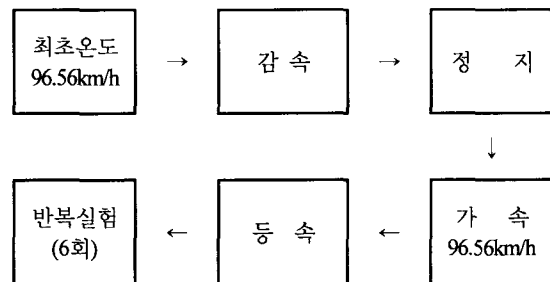 최초온도
96.56km/h
→
감 속
→
정 지
↓
가 속
96.56km/h
←
등 속
←
반복실험
(6회)